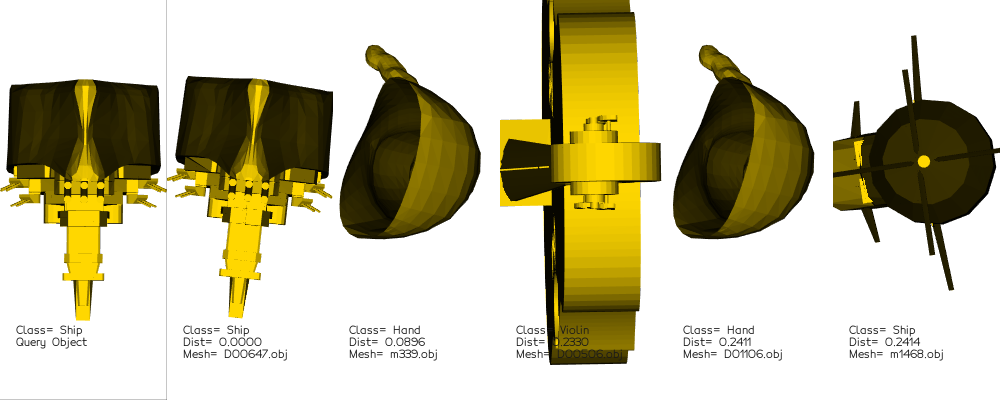 Class= Ship
Query Object
Class= Ship
Dist= 0.0000
Mesh= D00647.obj
Class= Hand
Dist= 0.0896
Mesh= m339.obj
Class= Violin
Dist= 0.2330
Mesh= D00506.obj
Class= Hand
Dist= 0.2411
Mesh= D01106.obj
Class= Ship
Dist= 0.2414
Mesh= m1468.obj